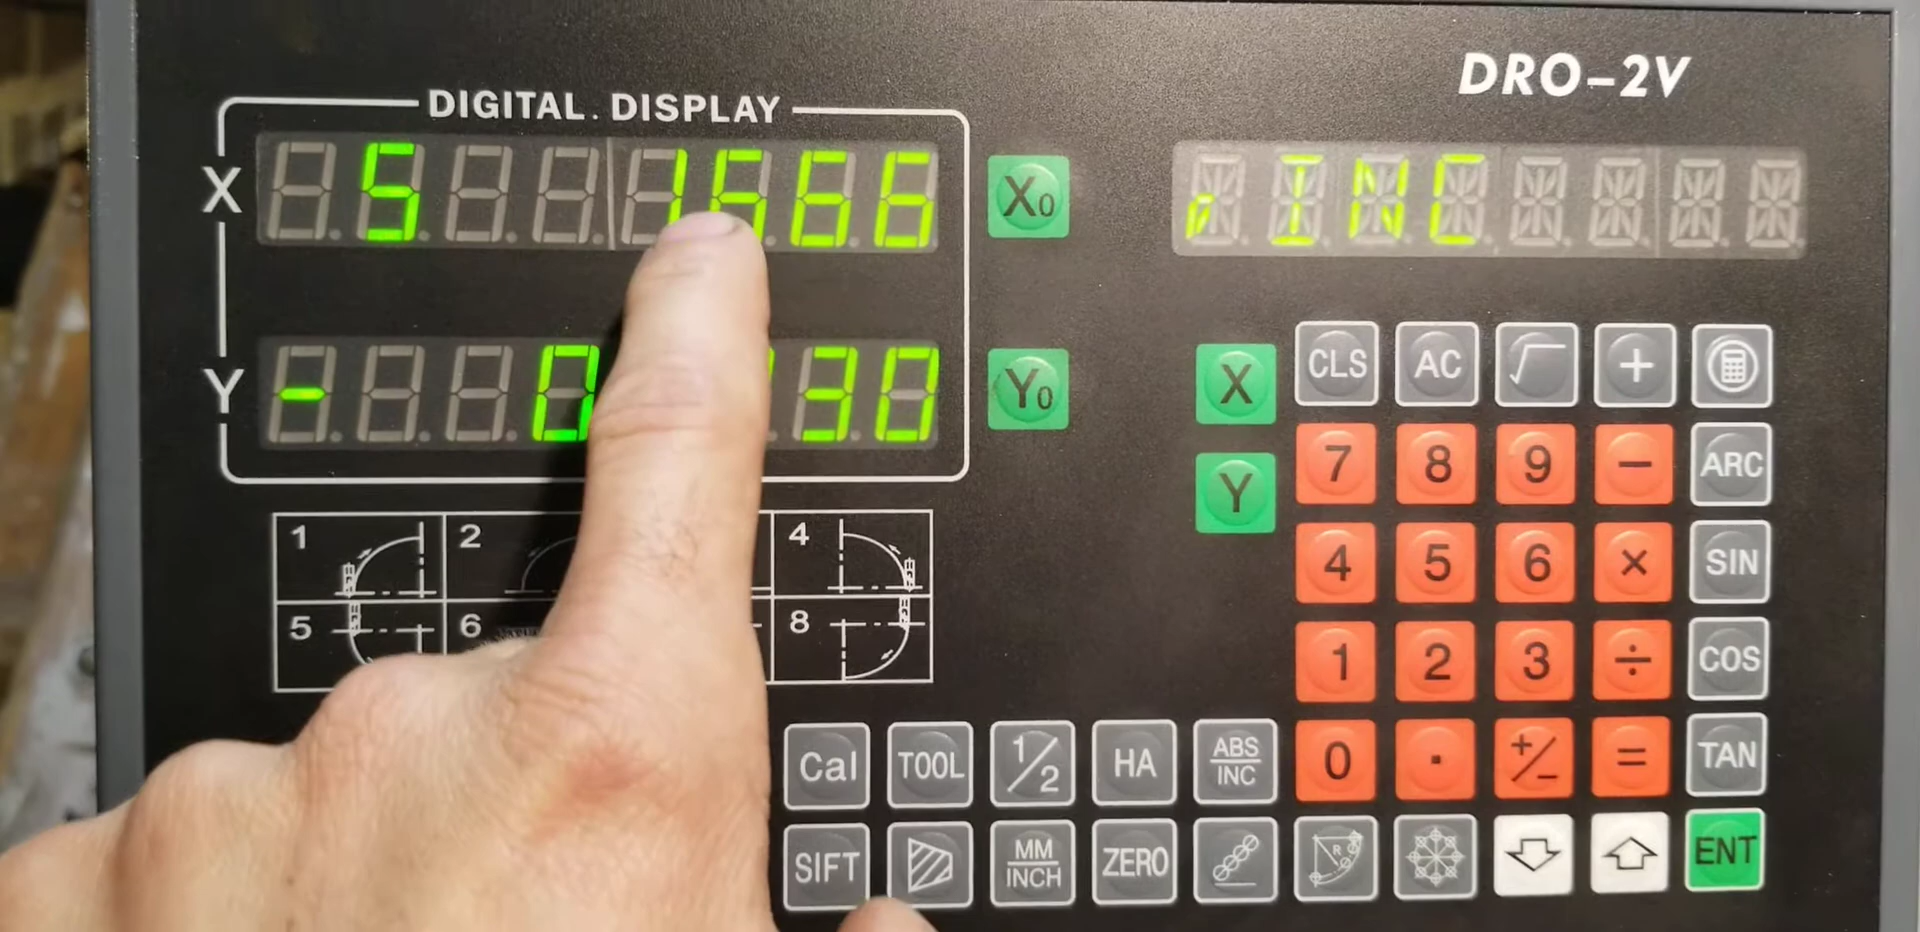 DRO-2V
DIGITAL. DISPLAY
X 5 1566
X0
INC
Y - 0 30
Y0
X
Y
CLS AC √ +
7 8 9 − ARC
4 5 6 × SIN
1 2 3 ÷ COS
0 . +/− = TAN
1 2 4
5 6 8
Cal TOOL 1/2 HA ABS/INC
SIFT MM/INCH ZERO R ENT